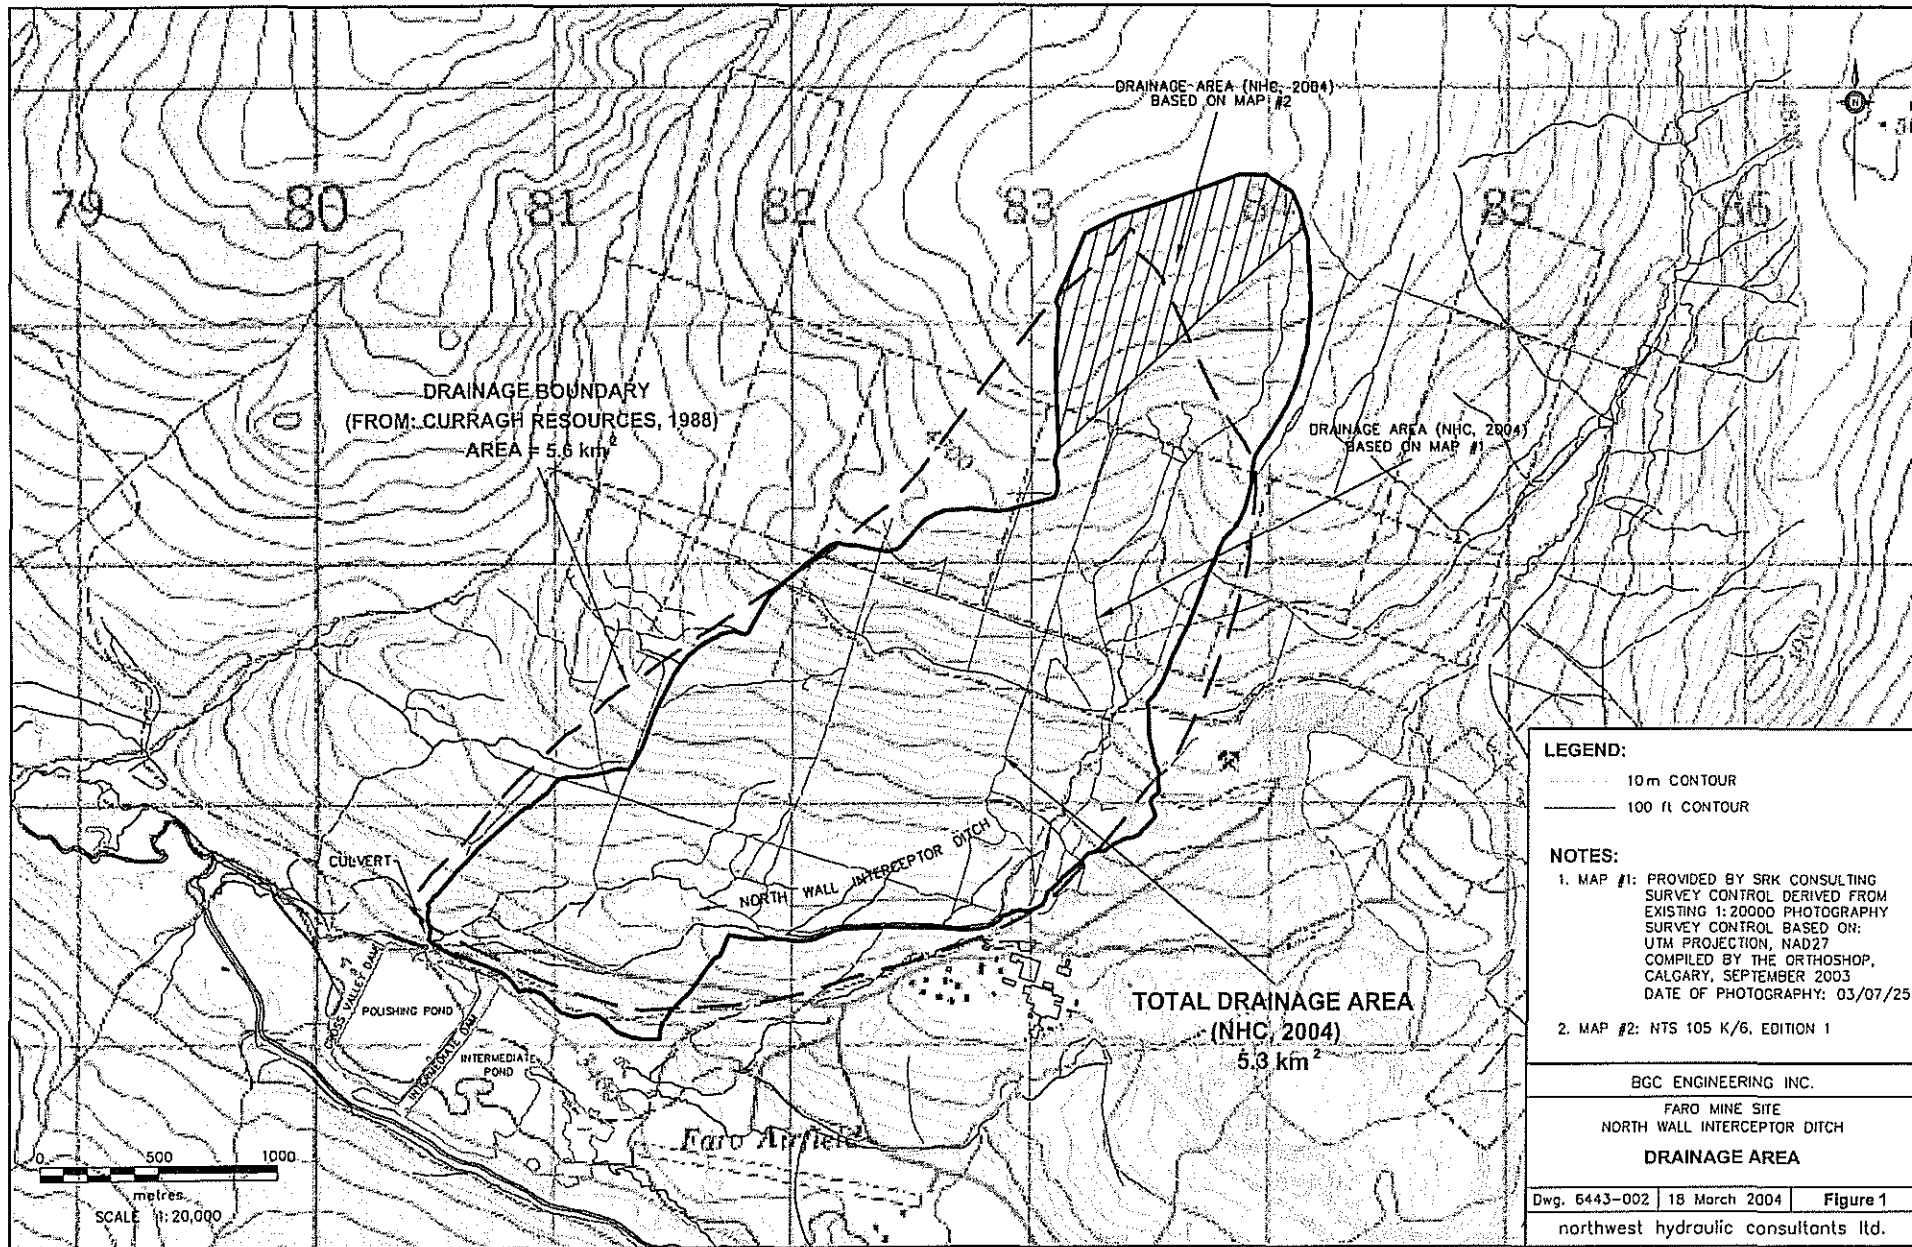 DRAINAGE AREA (NHC, 2004)
BASED ON MAP #2
79
80
81
82
83
84
85
86
DRAINAGE BOUNDARY
(FROM: CURRAGH RESOURCES, 1988)
AREA = 5.6 km²
DRAINAGE AREA (NHC, 2004)
BASED ON MAP #1
CULVERT
NORTH WALL INTERCEPTOR DITCH
CROSS VALLEY DAM
POLISHING POND
INTERMEDIATE DAM
INTERMEDIATE
POND
TOTAL DRAINAGE AREA
(NHC, 2004)
5.3 km²
Faro Airfield
0 500 1000
metres
SCALE 1:20,000
LEGEND:
10m CONTOUR
100 ft CONTOUR
NOTES:
1. MAP #1: PROVIDED BY SRK CONSULTING
SURVEY CONTROL DERIVED FROM
EXISTING 1:20000 PHOTOGRAPHY
SURVEY CONTROL BASED ON:
UTM PROJECTION, NAD27
COMPILED BY THE ORTHOSHOP,
CALGARY, SEPTEMBER 2003
DATE OF PHOTOGRAPHY: 03/07/25
2. MAP #2: NTS 105 K/6, EDITION 1
BGC ENGINEERING INC.
FARO MINE SITE
NORTH WALL INTERCEPTOR DITCH
DRAINAGE AREA
Dwg. 6443-002 18 March 2004 Figure 1
northwest hydraulic consultants ltd.